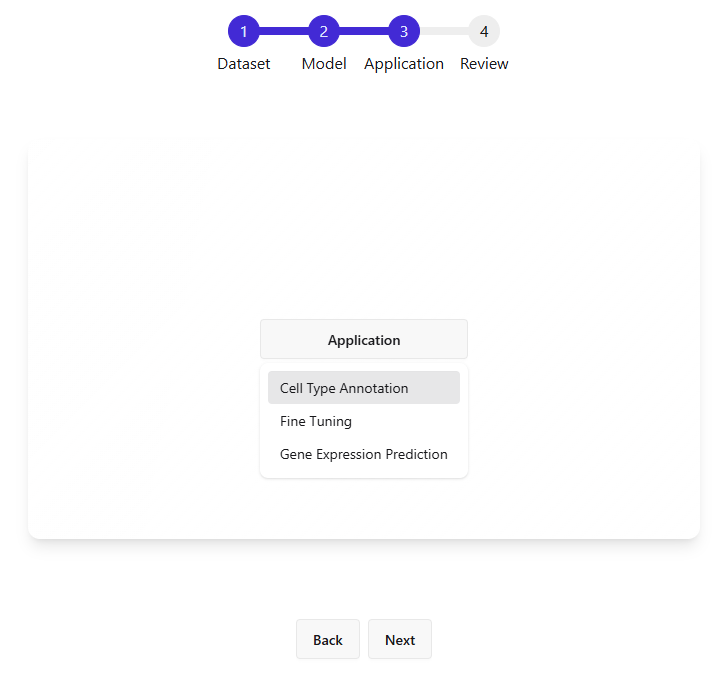 1 2 3 4
Dataset Model Application Review
Application
Cell Type Annotation
Fine Tuning
Gene Expression Prediction
Back Next